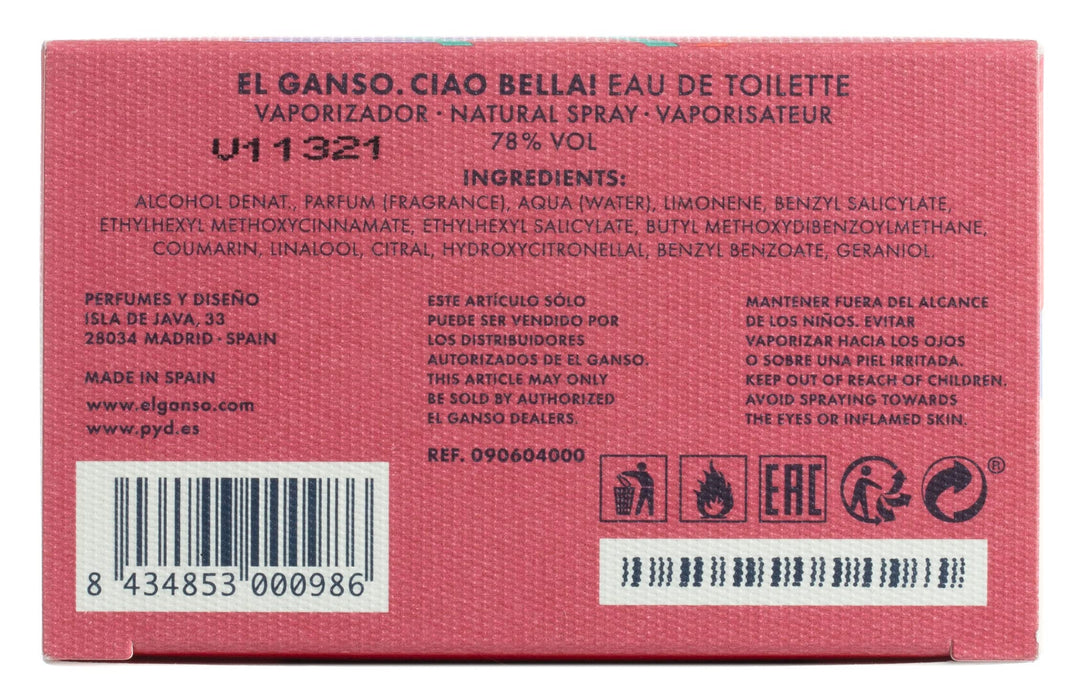 EL GANSO. CIAO BELLA! EAU DE TOILETTE
VAPORIZADOR · NATURAL SPRAY · VAPORISATEUR
78% VOL
V11321
INGREDIENTS:
ALCOHOL DENAT., PARFUM (FRAGRANCE), AQUA (WATER), LIMONENE, BENZYL SALICYLATE,
ETHYLHEXYL METHOXYCINNAMATE, ETHYLHEXYL SALICYLATE, BUTYL METHOXYDIBENZOYLMETHANE,
COUMARIN, LINALOOL, CITRAL, HYDROXYCITRONELLAL, BENZYL BENZOATE, GERANIOL.
PERFUMES Y DISEÑO
ISLA DE JAVA, 33
28034 MADRID · SPAIN
MADE IN SPAIN
www.elganso.com
www.pyd.es
ESTE ARTÍCULO SÓLO
PUEDE SER VENDIDO POR
LOS DISTRIBUIDORES
AUTORIZADOS DE EL GANSO.
THIS ARTICLE MAY ONLY
BE SOLD BY AUTHORIZED
EL GANSO DEALERS.
REF. 090604000
MANTENER FUERA DEL ALCANCE
DE LOS NIÑOS. EVITAR
VAPORIZAR HACIA LOS OJOS
O SOBRE UNA PIEL IRRITADA.
KEEP OUT OF REACH OF CHILDREN.
AVOID SPRAYING TOWARDS
THE EYES OR INFLAMED SKIN.
EAC
®
8 434853 000986